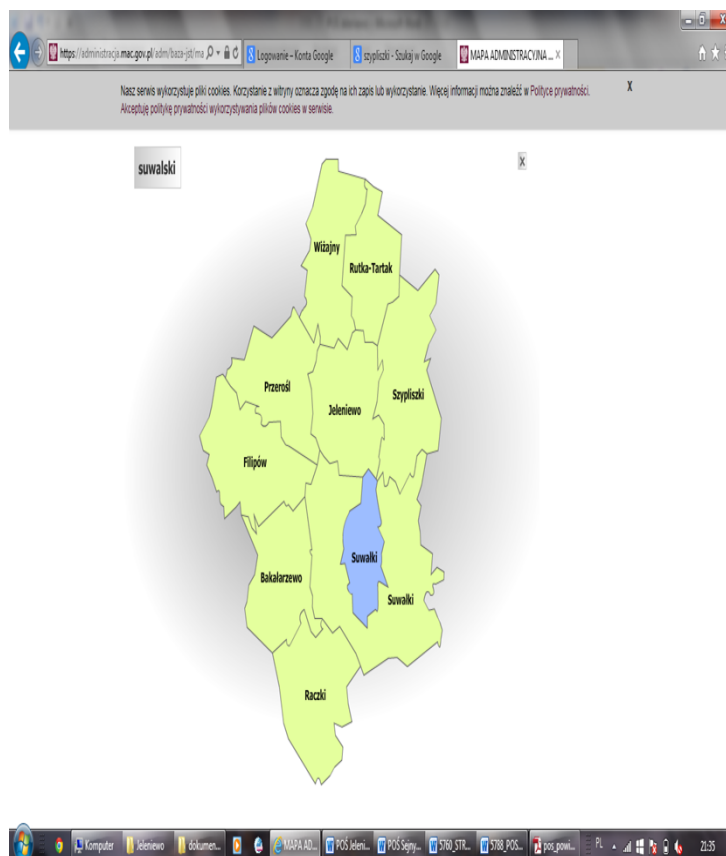 https://administracja.mac.gov.pl/adm/baza-jst/ma
Logowanie – Konta Google
szypliszki - Szukaj w Google
MAPA ADMINISTRACYJNA ...
Nasz serwis wykorzystuje pliki cookies. Korzystanie z witryny oznacza zgodę na ich zapis lub wykorzystanie. Więcej informacji można znaleźć w Polityce prywatności.
X
Akceptuję politykę prywatności wykorzystywania plików cookies w serwisie.
suwalski
X
Wiżajny
Rutka-Tartak
Przerośl
Jeleniewo
Szypliszki
Filipów
Suwałki
Bakałarzewo
Suwałki
Raczki
Komputer
Jeleniewo
dokumen...
MAPA AD...
POŚ Jeleni...
POŚ Sejny...
5760_STR...
5788_POS...
pos_powi...
PL
21:35